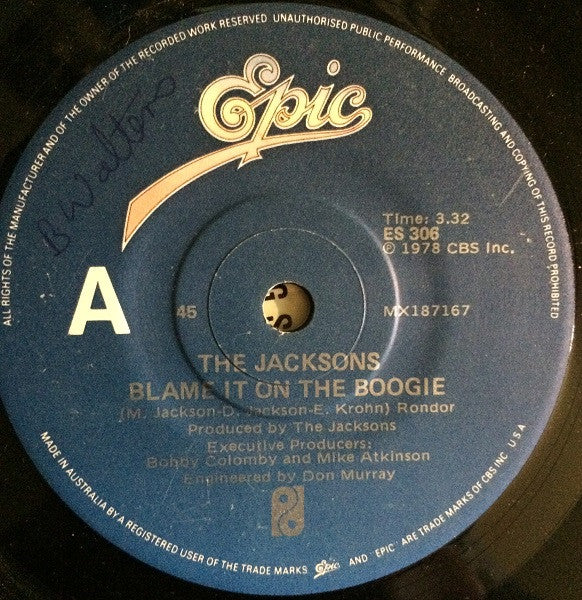 ALL RIGHTS OF THE MANUFACTURER AND OF THE OWNER OF THE RECORDED WORK RESERVED UNAUTHORISED PUBLIC PERFORMANCE, BROADCASTING AND COPYING OF THIS RECORD PROHIBITED
Epic
B Walters
Time: 3.32
ES 306
© 1978 CBS Inc.
A
45
MX187167
THE JACKSONS
BLAME IT ON THE BOOGIE
(M. Jackson-D. Jackson-E. Krohn) Rondor
Produced by The Jacksons
Executive Producers:
Bobby Colomby and Mike Atkinson
Engineered by Don Murray
MADE IN AUSTRALIA BY A REGISTERED USER OF THE TRADE MARKS Epic AND "EPIC" ARE TRADE MARKS OF CBS INC USA